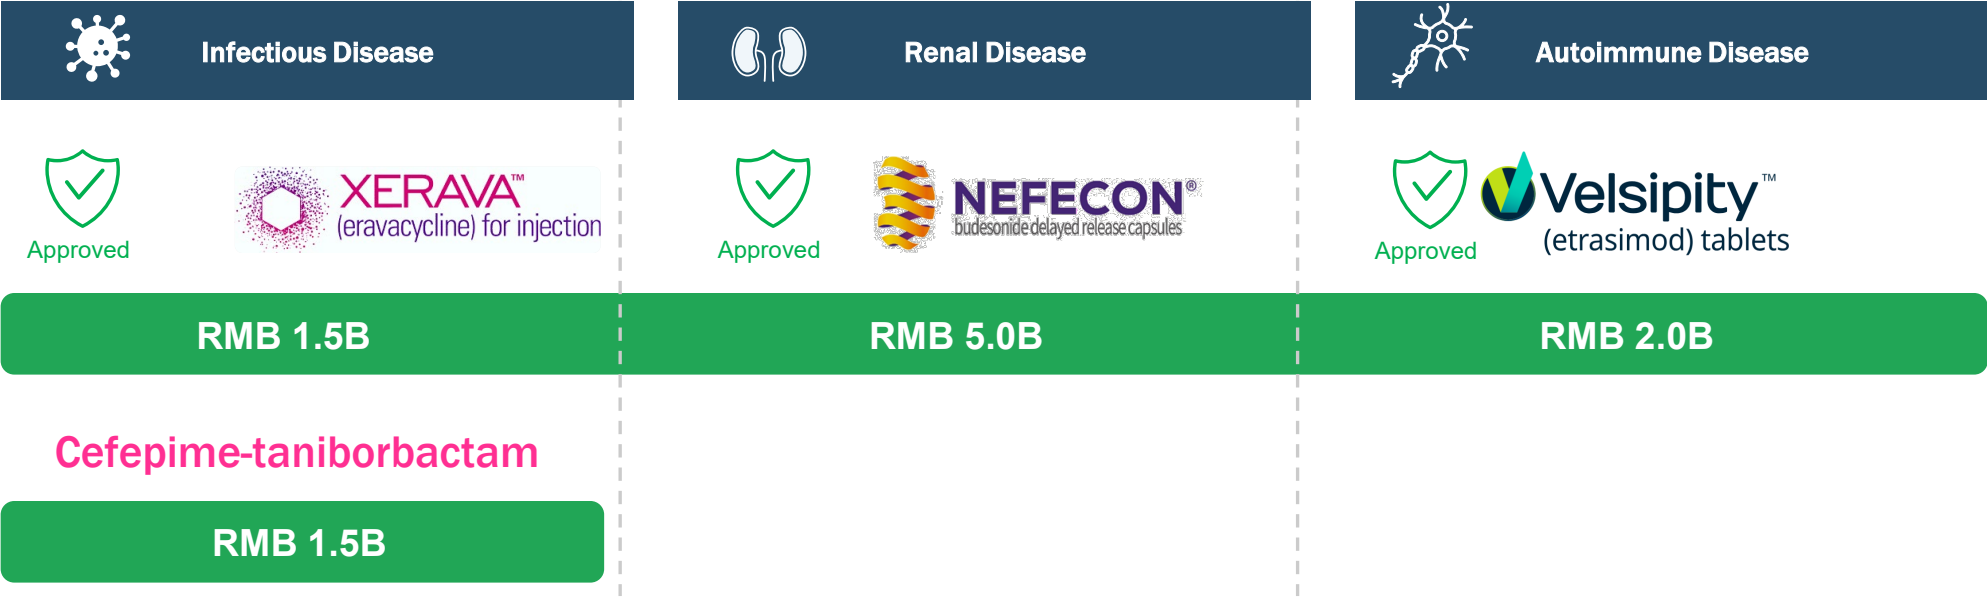 Infectious Disease
Renal Disease
Autoimmune Disease
Approved
XERAVA™
(eravacycline) for injection
Approved
NEFECON®
budesonide delayed release capsules
Approved
Velsipity™
(etrasimod) tablets
RMB 1.5B
RMB 5.0B
RMB 2.0B
Cefepime-taniborbactam
RMB 1.5B